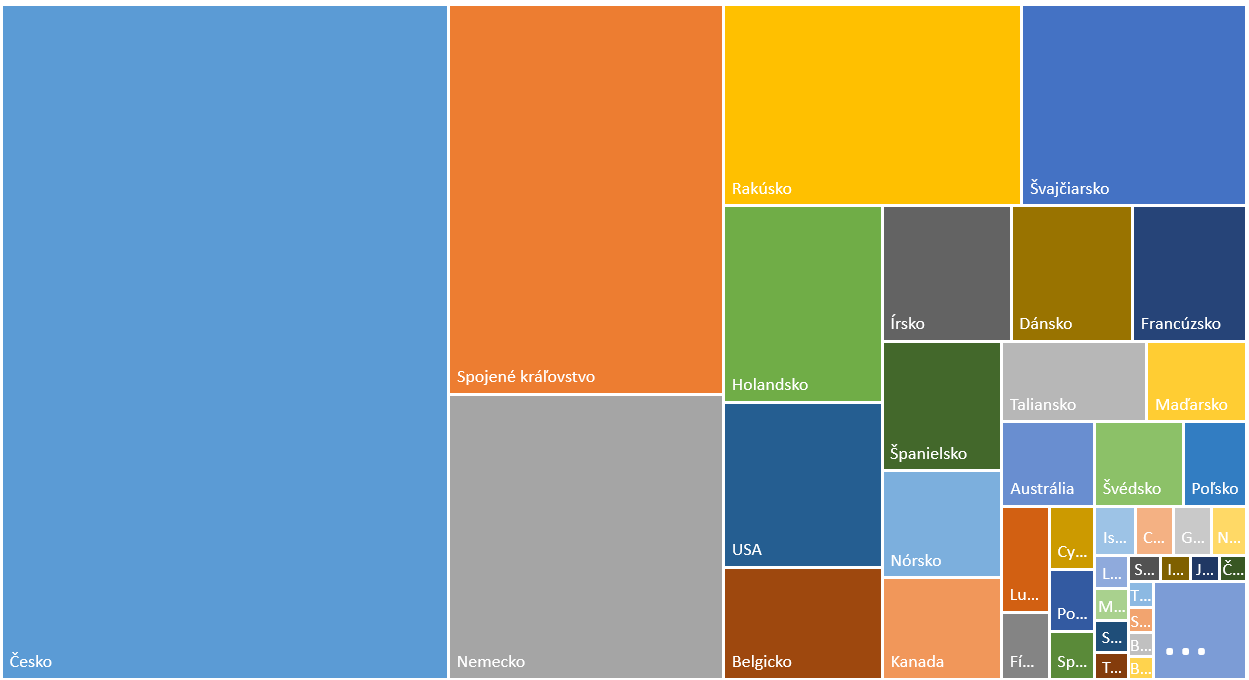 Česko
Spojené kráľovstvo
Nemecko
Rakúsko
Švajčiarsko
Holandsko
Írsko
Dánsko
Francúzsko
USA
Španielsko
Taliansko
Maďarsko
Austrália
Švédsko
Poľsko
Belgicko
Nórsko
Kanada
Lu...
Fí...
Cy...
Po...
Sp...
Is...
C...
G...
N...
L...
S...
I...
J...
Č...
M...
T...
S...
S...
B...
T...
B...
...